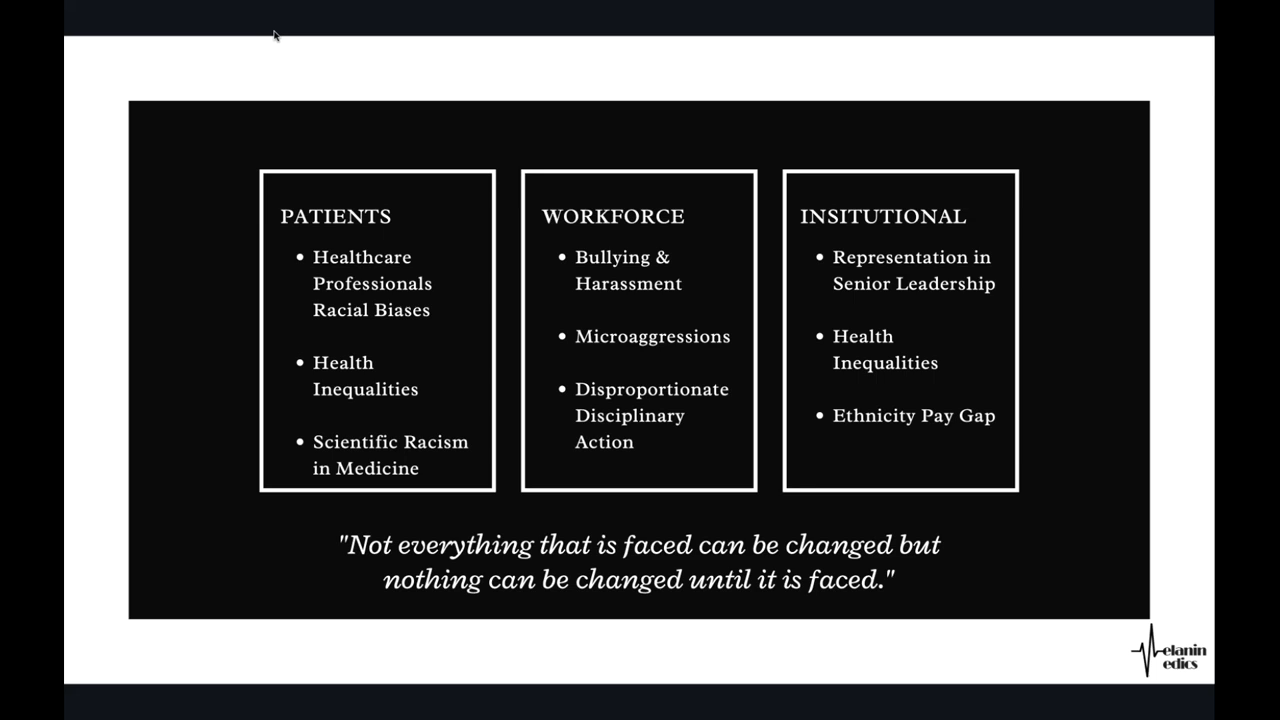 PATIENTS
• Healthcare
Professionals
Racial Biases
• Health
Inequalities
• Scientific Racism
in Medicine
WORKFORCE
• Bullying &
Harassment
• Microaggressions
• Disproportionate
Disciplinary
Action
INSITUTIONAL
• Representation in
Senior Leadership
• Health
Inequalities
• Ethnicity Pay Gap
"Not everything that is faced can be changed but
nothing can be changed until it is faced."
elanin
edics